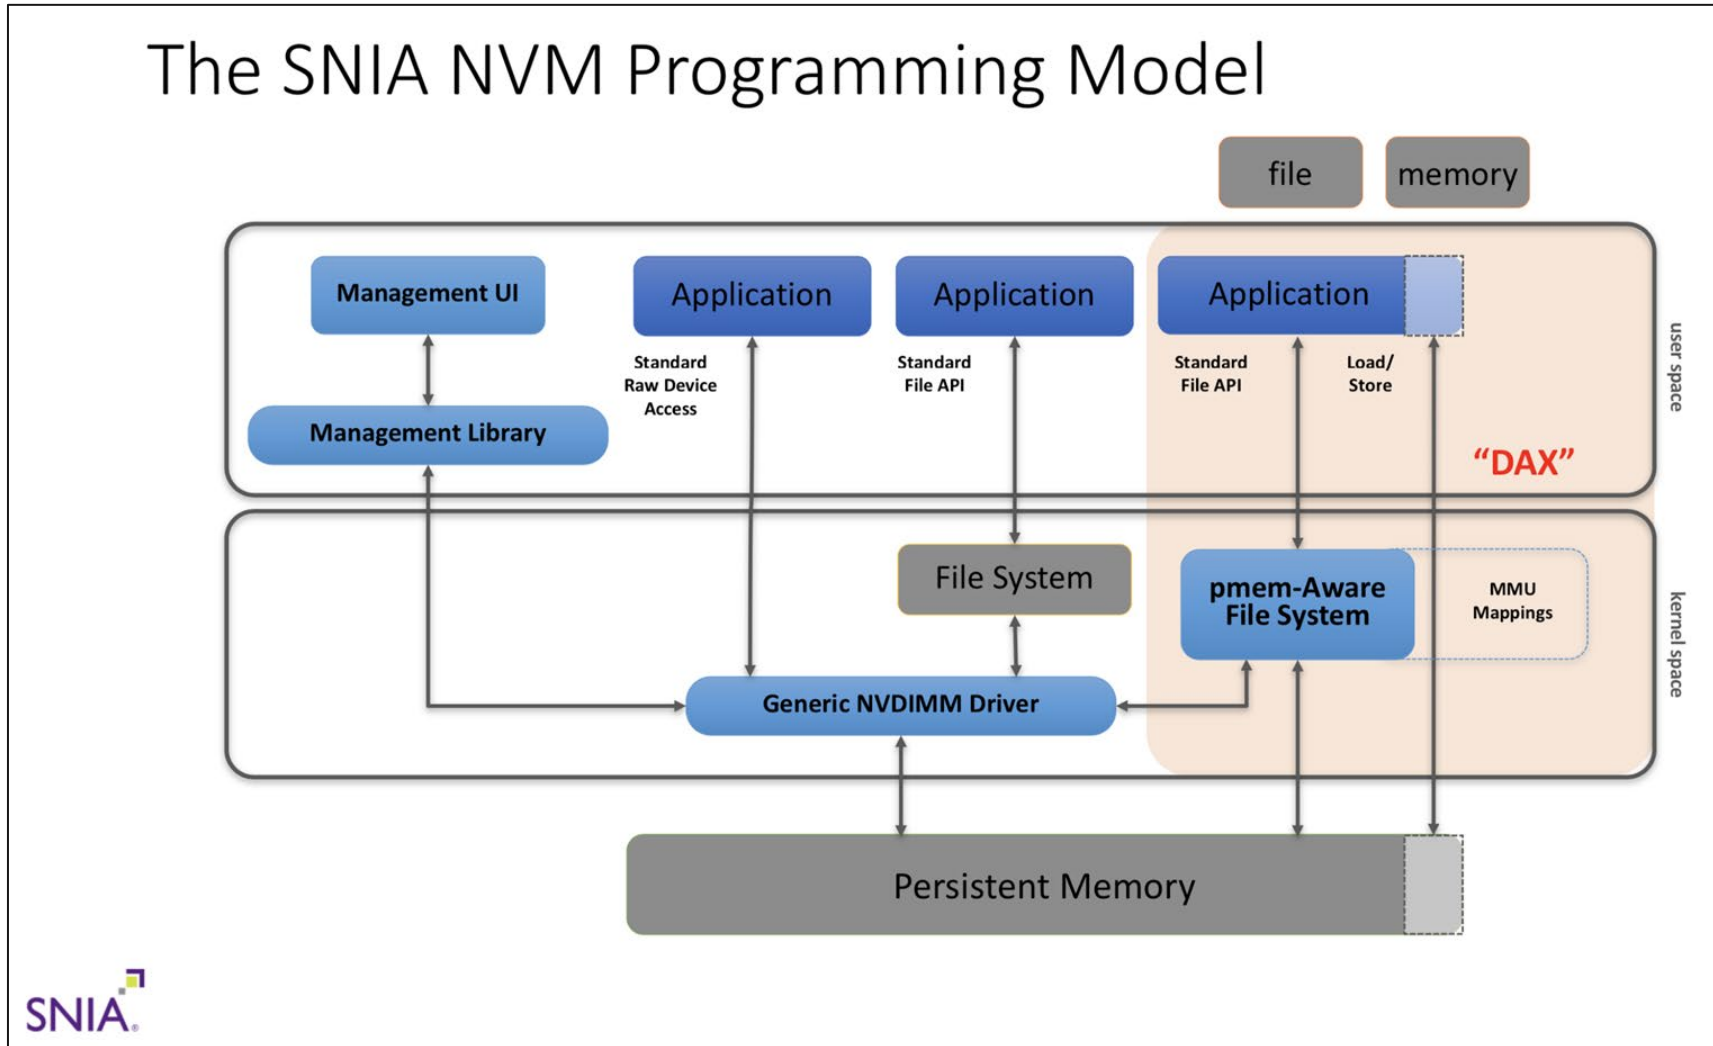 The SNIA NVM Programming Model
file
memory
Management UI
Application
Application
Application
Standard
Raw Device
Access
Standard
File API
Standard
File API
Load/
Store
user space
Management Library
"DAX"
File System
pmem-Aware
File System
MMU
Mappings
kernel space
Generic NVDIMM Driver
Persistent Memory
SNIA®